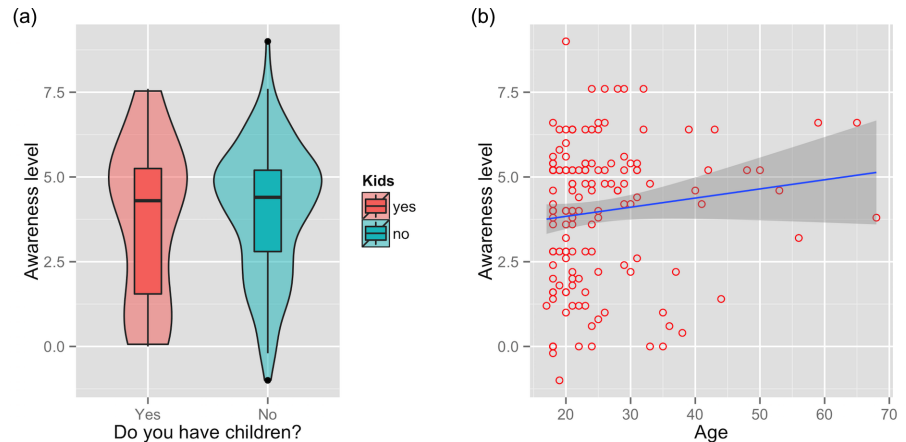 (a)
Awareness level
7.5
5.0
2.5
0.0
Yes No
Do you have children?
Kids
yes
no
(b)
Awareness level
7.5
5.0
2.5
0.0
20 30 40 50 60 70
Age